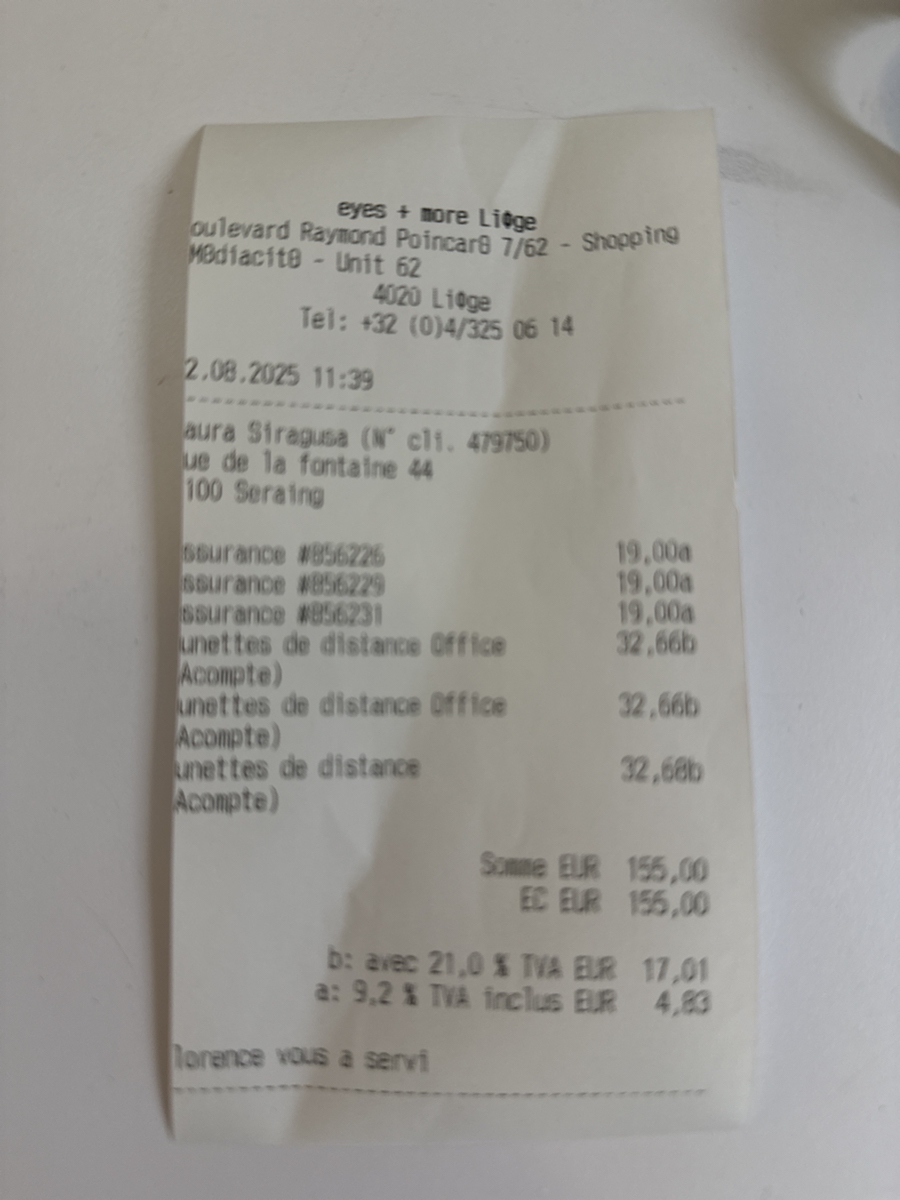 eyes + more Li¢ge
oulevard Raymond Poincar8 7/62 - Shopping
M8diacit8 - Unit 62
4020 Li¢ge
Tel: +32 (0)4/325 06 14
2.08.2025 11:39
aura Siragusa (N° cli. 479750)
ue de la fontaine 44
100 Seraing
ssurance #856226 19,00a
ssurance #856229 19,00a
ssurance #856231 19,00a
unettes de distance Office 32,66b
Acompte)
unettes de distance Office 32,66b
Acompte)
unettes de distance 32,68b
Acompte)
Somme EUR 155,00
EC EUR 155,00
b: avec 21,0 % TVA EUR 17,01
a: 9,2 % TVA inclus EUR 4,83
lorence vous a servi